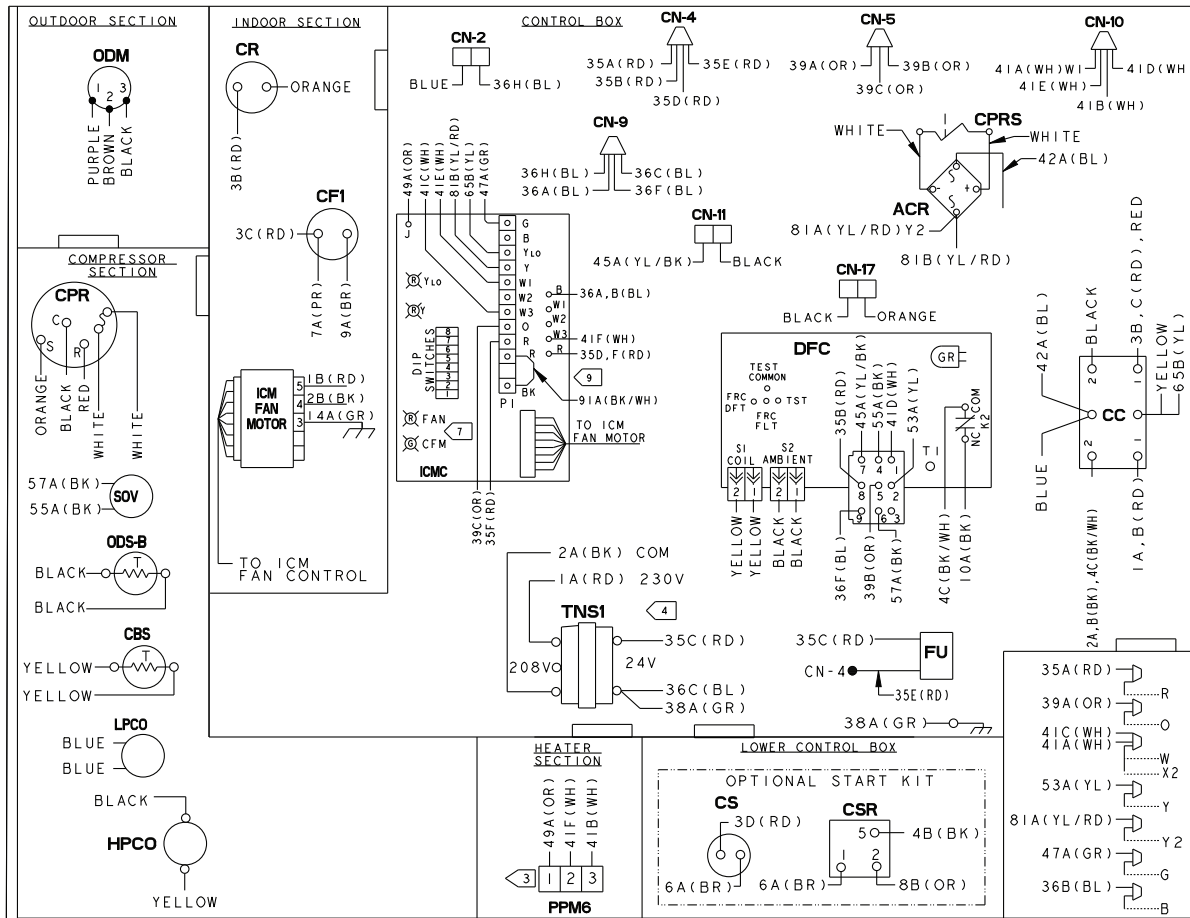 OUTDOOR SECTION
ODM
1 2 3
PURPLE
BROWN
BLACK
COMPRESSOR
SECTION
CPR
C
S
R
ORANGE
BLACK
RED
WHITE
WHITE
57A(BK)
55A(BK)
SOV
ODS-B
BLACK
T
BLACK
CBS
YELLOW
T
YELLOW
LPCO
BLUE
BLUE
BLACK
HPCO
YELLOW
INDOOR SECTION
CR
ORANGE
3B(RD)
CF1
3C(RD)
7A(PR)
9A(BR)
ICM
FAN
MOTOR
5
4
3
1B(RD)
2B(BK)
14A(GR)
TO ICM
FAN CONTROL
CONTROL BOX
CN-2
BLUE
36H(BL)
CN-4
35A(RD)
35E(RD)
35B(RD)
35D(RD)
CN-5
39A(OR)
39B(OR)
39C(OR)
CN-10
41A(WH)W1
41D(WH
41E(WH)
41B(WH)
CN-9
36H(BL)
36C(BL)
36A(BL)
36F(BL)
CPRS
WHITE
WHITE
42A(BL)
- +
ACR
81A(YL/RD)Y2
81B(YL/RD)
CN-11
45A(YL/BK)
BLACK
CN-17
BLACK
ORANGE
49A(OR)
41C(WH)
41E(WH)
81B(YL/RD)
65B(YL)
47A(GR)
J
G
B
YLO
Y
W1
W2
W3
O
R
R
BK
P1
R YLO
R Y
DIP
SWITCHES
8
7
6
5
4
3
2
1
R FAN
G CFM
7
ICMC
B 36A,B(BL)
W1
W2
W3 41F(WH)
R 35D,F(RD)
9
91A(BK/WH)
TO ICM
FAN MOTOR
39C(OR)
35F(RD)
DFC
GR
TEST
COMMON
FRC
DFT
TST
FRC
FLT
S1
COIL
S2
AMBIENT
2 1 2 1
YELLOW
YELLOW
BLACK
BLACK
35B(RD)
45A(YL/BK)
55A(BK)
41D(WH)
53A(YL)
7 4 1
8 5 2
9 6 3
T1
COM
K2
NC
36F(BL)
39B(OR)
57A(BK)
4C(BK/WH)
10A(BK)
42A(BL)
BLACK
3B,C(RD),RED
YELLOW
65B(YL)
2 1
CC
2 1
BLUE
2A,B(BK),4C(BK/WH)
1A,B(RD)
2A(BK) COM
1A(RD) 230V
TNS1
4
208V
24V
35C(RD)
36C(BL)
38A(GR)
35C(RD)
FU
CN-4
35E(RD)
38A(GR)
HEATER
SECTION
49A(OR)
41F(WH)
41B(WH)
3
1 2 3
PPM6
LOWER CONTROL BOX
OPTIONAL START KIT
CS
3D(RD)
6A(BR)
CSR
5
4B(BK)
1 2
6A(BR)
8B(OR)
35A(RD)
R
39A(OR)
O
41C(WH)
41A(WH)
W
X2
53A(YL)
Y
81A(YL/RD)
Y2
47A(GR)
G
36B(BL)
B